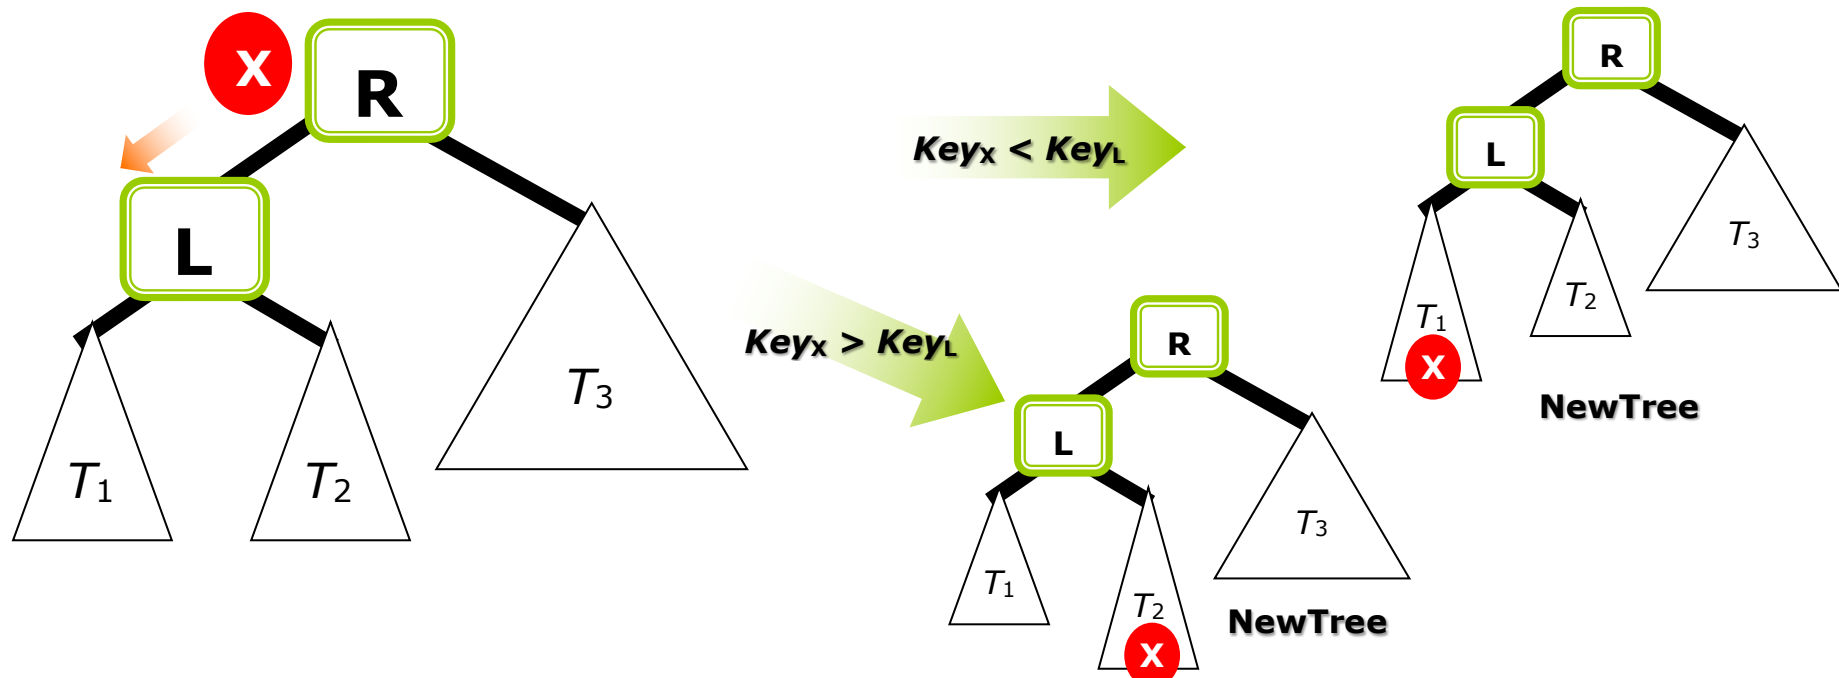 X
R
L
T1
T2
T3
KeyX < KeyL
R
L
T1
T2
T3
X
NewTree
KeyX > KeyL
R
L
T1
T2
T3
X
NewTree